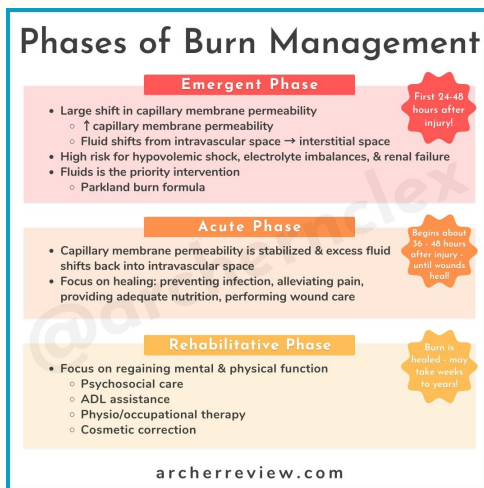 Phases of Burn Management
Emergent Phase
First 24-48
hours after
injury!
• Large shift in capillary membrane permeability
◦ ↑ capillary membrane permeability
◦ Fluid shifts from intravascular space → interstitial space
• High risk for hypovolemic shock, electrolyte imbalances, & renal failure
• Fluids is the priority intervention
◦ Parkland burn formula
Acute Phase
Begins about
36 - 48 hours
after injury -
until wounds
heal!
• Capillary membrane permeability is stabilized & excess fluid
shifts back into intravascular space
• Focus on healing: preventing infection, alleviating pain,
providing adequate nutrition, performing wound care
Rehabilitative Phase
Burn is
healed - may
take weeks
to years!
• Focus on regaining mental & physical function
◦ Psychosocial care
◦ ADL assistance
◦ Physio/occupational therapy
◦ Cosmetic correction
@archernclex
archerreview.com